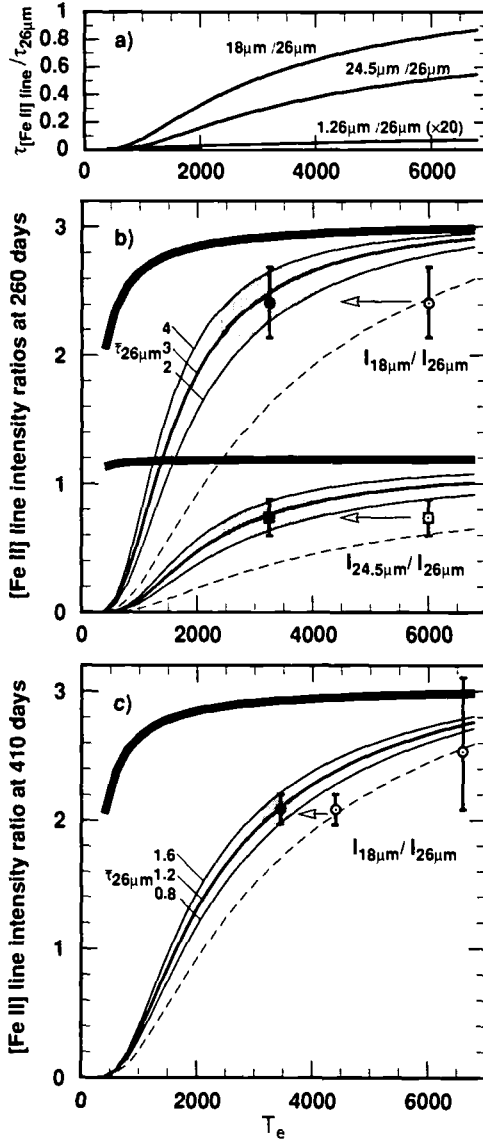 τ[Fe II] line /τ26μm
1
0.8
0.6
0.4
0.2
0
a)
18μm /26μm
24.5μm /26μm
1.26μm /26μm (×20)
0 2000 4000 6000
[Fe II] line intensity ratios at 260 days
3
2
1
0
b)
4
τ̄26μm 3
2
I18μm / I26μm
I24.5μm / I26μm
0 2000 4000 6000
[Fe II] line intensity ratio at 410 days
3
2
1
0
c)
1.6
τ̄26μm 1.2
0.8
I18μm / I26μm
0 2000 4000 6000
Te